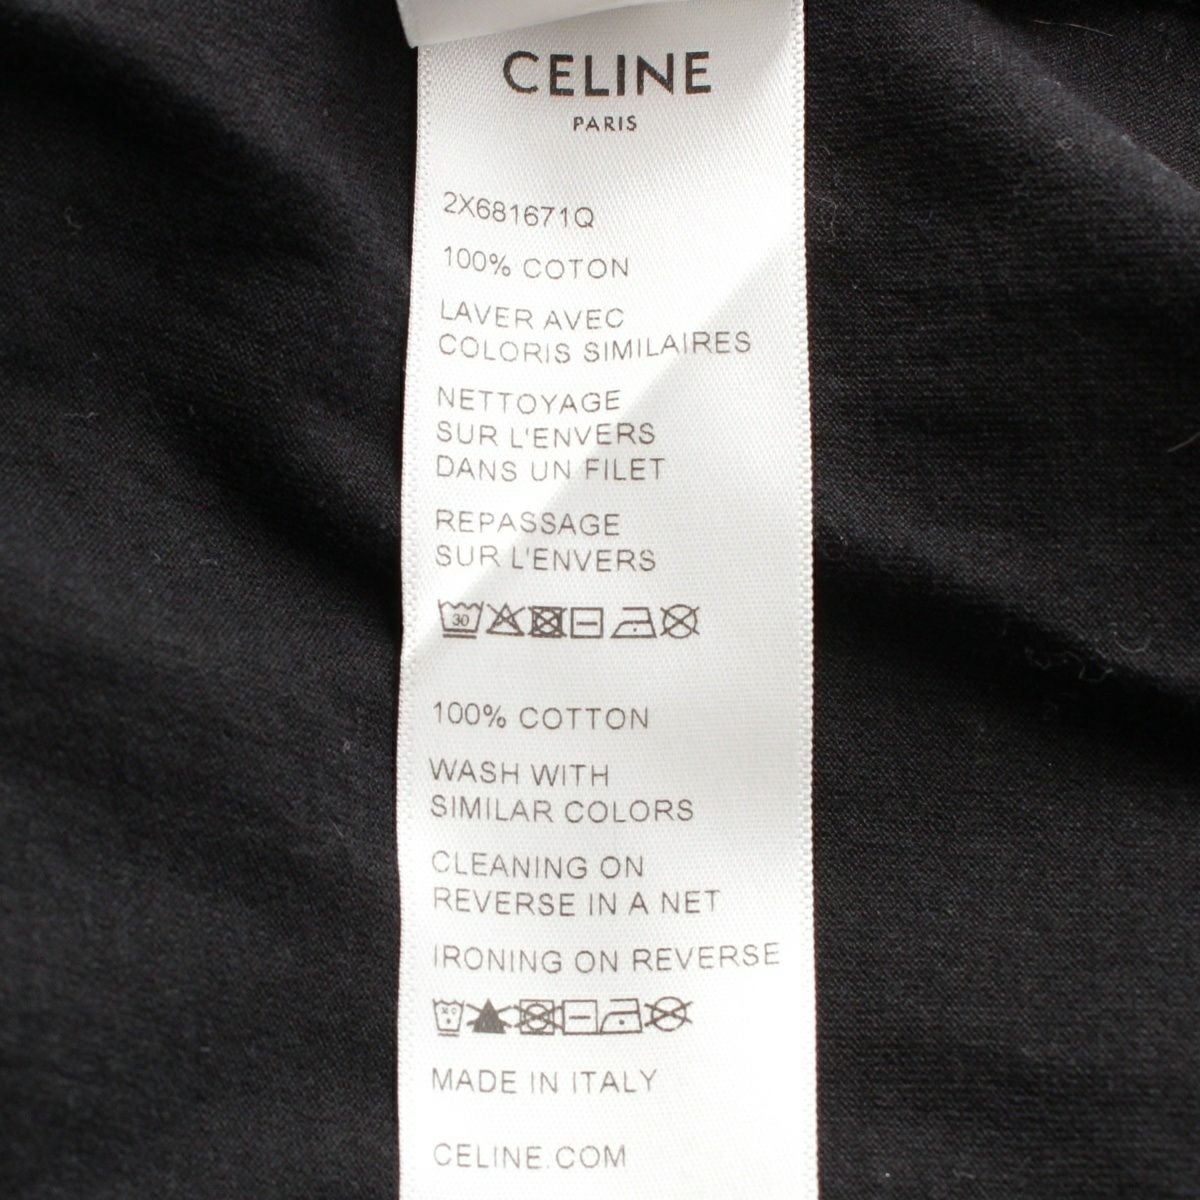 CELINE
PARIS
2X681671Q
100% COTON
LAVER AVEC
COLORIS SIMILAIRES
NETTOYAGE
SUR L'ENVERS
DANS UN FILET
REPASSAGE
SUR L'ENVERS
30
100% COTTON
WASH WITH
SIMILAR COLORS
CLEANING ON
REVERSE IN A NET
IRONING ON REVERSE
MADE IN ITALY
CELINE.COM